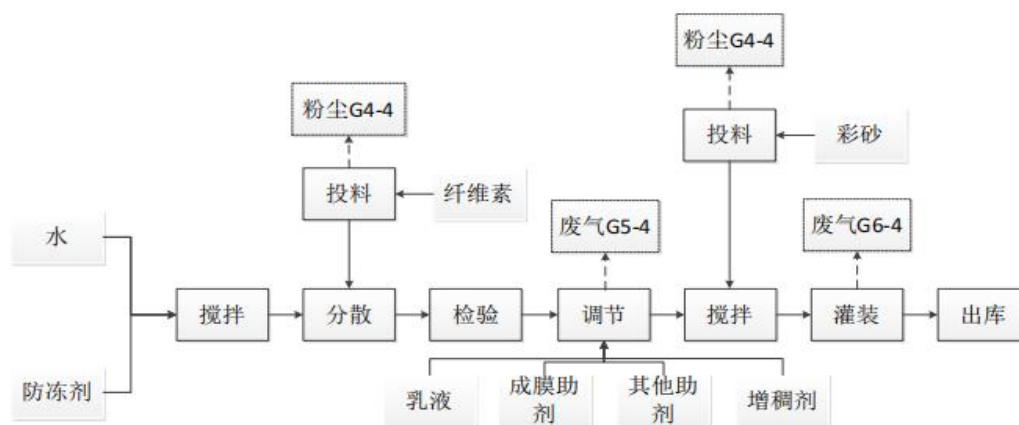 粉尘G4-4
粉尘G4-4
投料
彩砂
投料
纤维素
废气G5-4
废气G6-4
水
搅拌
分散
检验
调节
搅拌
灌装
出库
防冻剂
乳液
成膜助
剂
其他助
剂
增稠剂